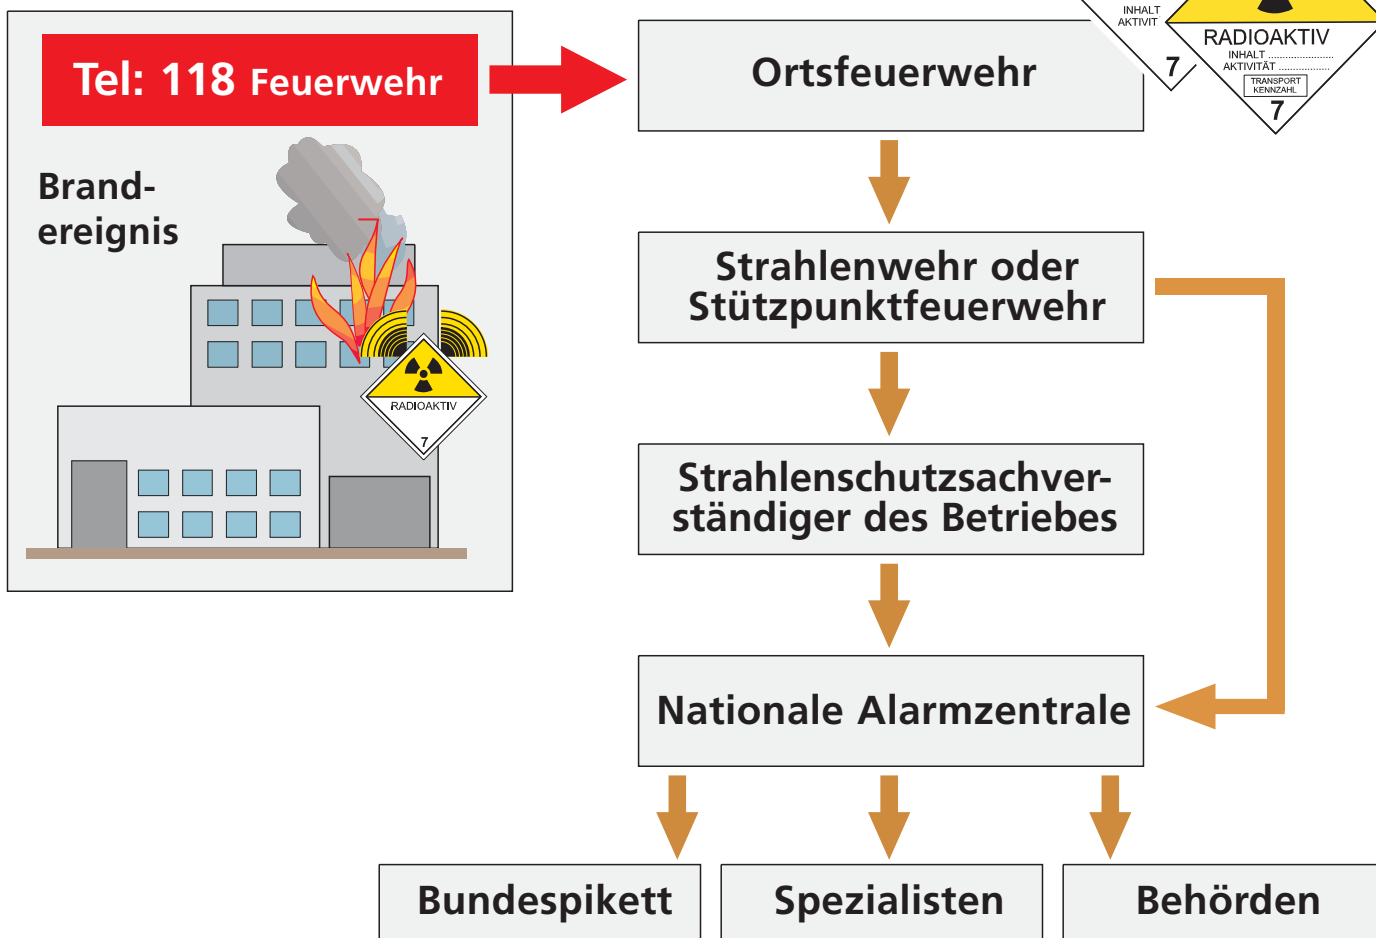 Tel: 118 Feuerwehr
Brand-
ereignis
RADIOAKTIV
7
Ortsfeuerwehr
INHALT
AKTIVIT
7
RADIOAKTIV
INHALT ......................
AKTIVITÄT .................
TRANSPORT
KENNZAHL
7
Strahlenwehr oder
Stützpunktfeuerwehr
Strahlenschutzsachver-
ständiger des Betriebes
Nationale Alarmzentrale
Bundespikett
Spezialisten
Behörden